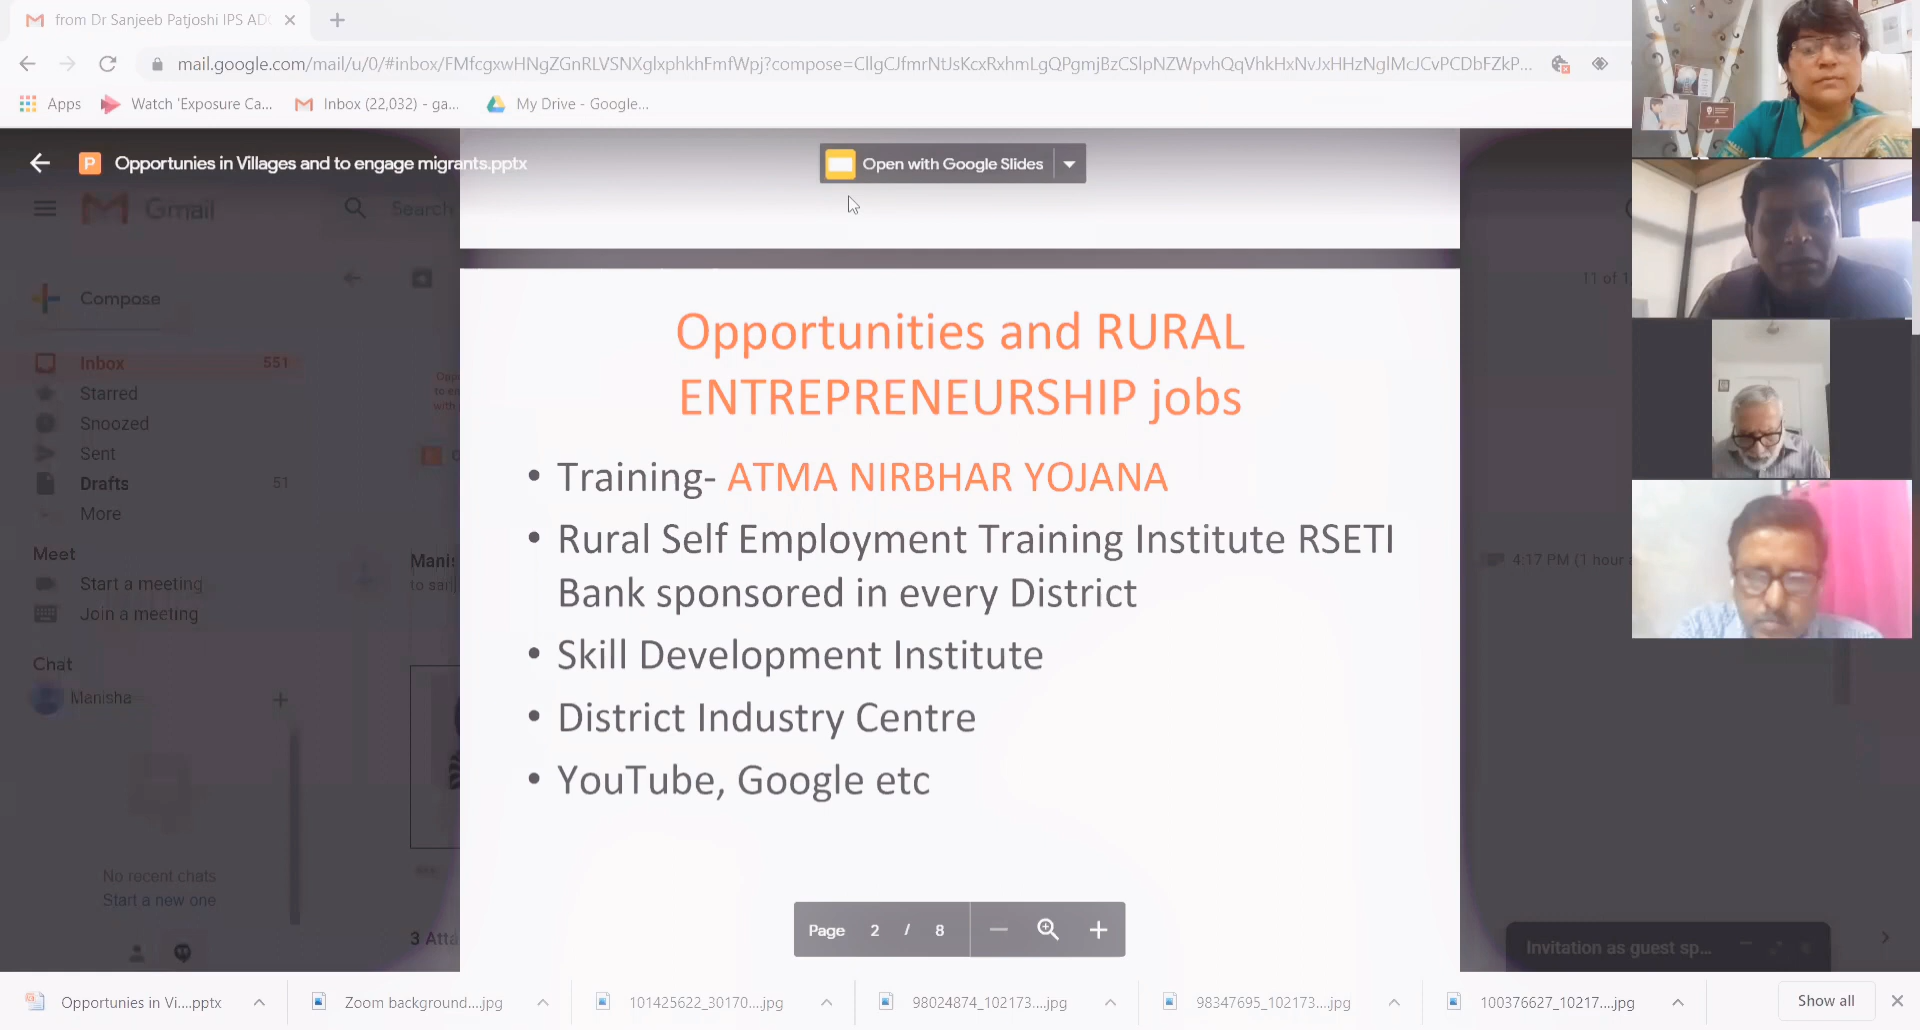 from Dr Sanjeeb Patjoshi IPS AD
mail.google.com/mail/u/0/#inbox/FMfcgxwHNgZGnRLVSNXglxphkhFmfWpj?compose=CllgCJfmrNtJsKcxRxhmLgQPgmjBzCSlpNZWpvhQqVhkHxNvJxHHzNglMcJCvPCDbFZkP...
Apps Watch 'Exposure Ca... Inbox (22,032) - ga... My Drive - Google...
P Opportunies in Villages and to engage migrants.pptx Open with Google Slides
Gmail Search
Compose 11 of 1
Inbox 551
Starred
Snoozed
Sent
Drafts 51
More
Meet
Start a meeting
Join a meeting
Chat
Manisha
No recent chats
Start a new one
Manis
to sanj
4:17 PM (1 hour a
3 Atta
Opportunities and RURAL
ENTREPRENEURSHIP jobs
• Training- ATMA NIRBHAR YOJANA
• Rural Self Employment Training Institute RSETI
Bank sponsored in every District
• Skill Development Institute
• District Industry Centre
• YouTube, Google etc
Page 2 / 8
Invitation as guest sp...
Opportunies in Vi....pptx Zoom background....jpg 101425622_30170....jpg 98024874_102173....jpg 98347695_102173....jpg 100376627_10217....jpg Show all